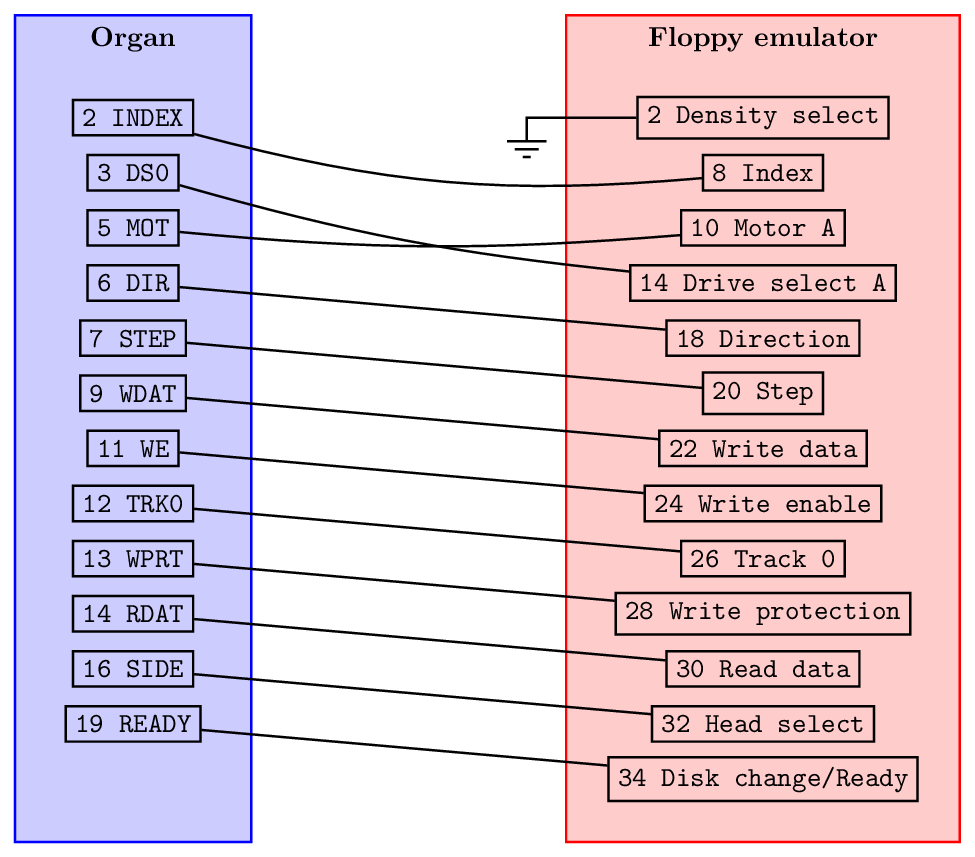 Organ
2 INDEX
3 DS0
5 MOT
6 DIR
7 STEP
9 WDAT
11 WE
12 TRK0
13 WPRT
14 RDAT
16 SIDE
19 READY
Floppy emulator
2 Density select
8 Index
10 Motor A
14 Drive select A
18 Direction
20 Step
22 Write data
24 Write enable
26 Track 0
28 Write protection
30 Read data
32 Head select
34 Disk change/Ready